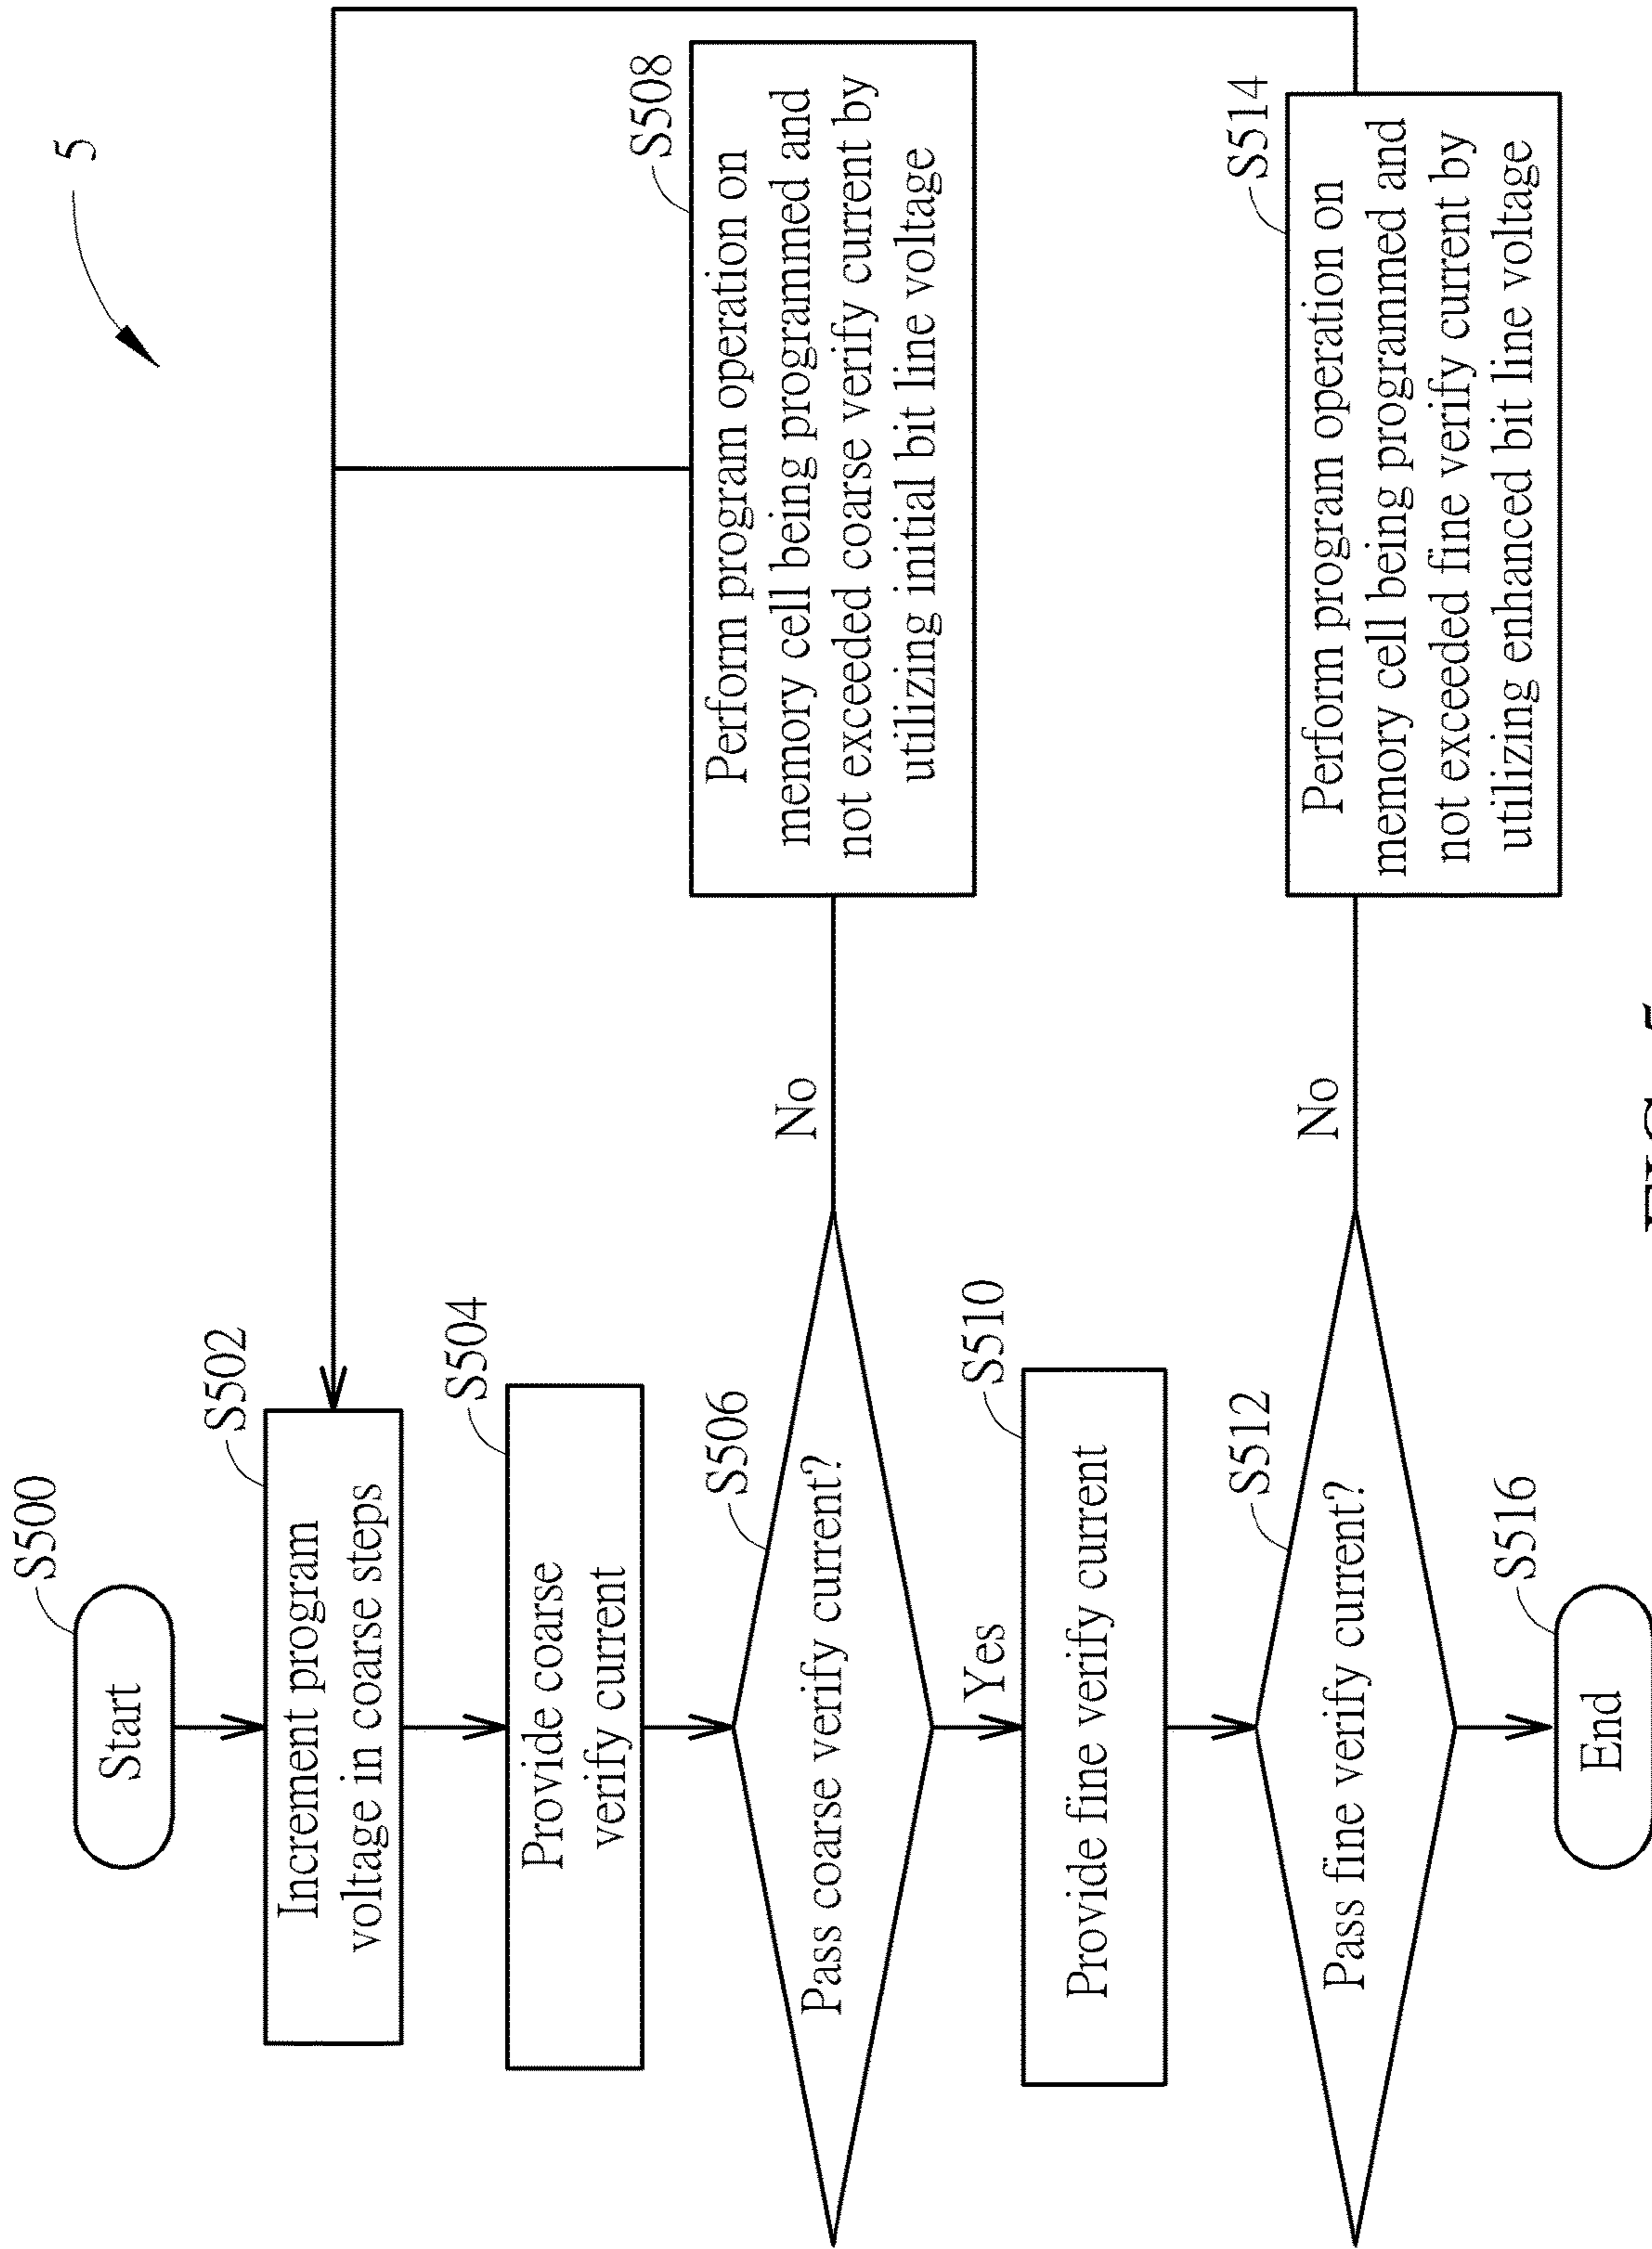 5
S500
Start
S502
Increment program
voltage in coarse steps
S504
Provide coarse
verify current
S506
Pass coarse verify current?
No
S508
Perform program operation on
memory cell being programmed and
not exceeded coarse verify current by
utilizing initial bit line voltage
Yes
S510
Provide fine verify current
S512
Pass fine verify current?
No
S514
Perform program operation on
memory cell being programmed and
not exceeded fine verify current by
utilizing enhanced bit line voltage
S516
End
FIG. 5